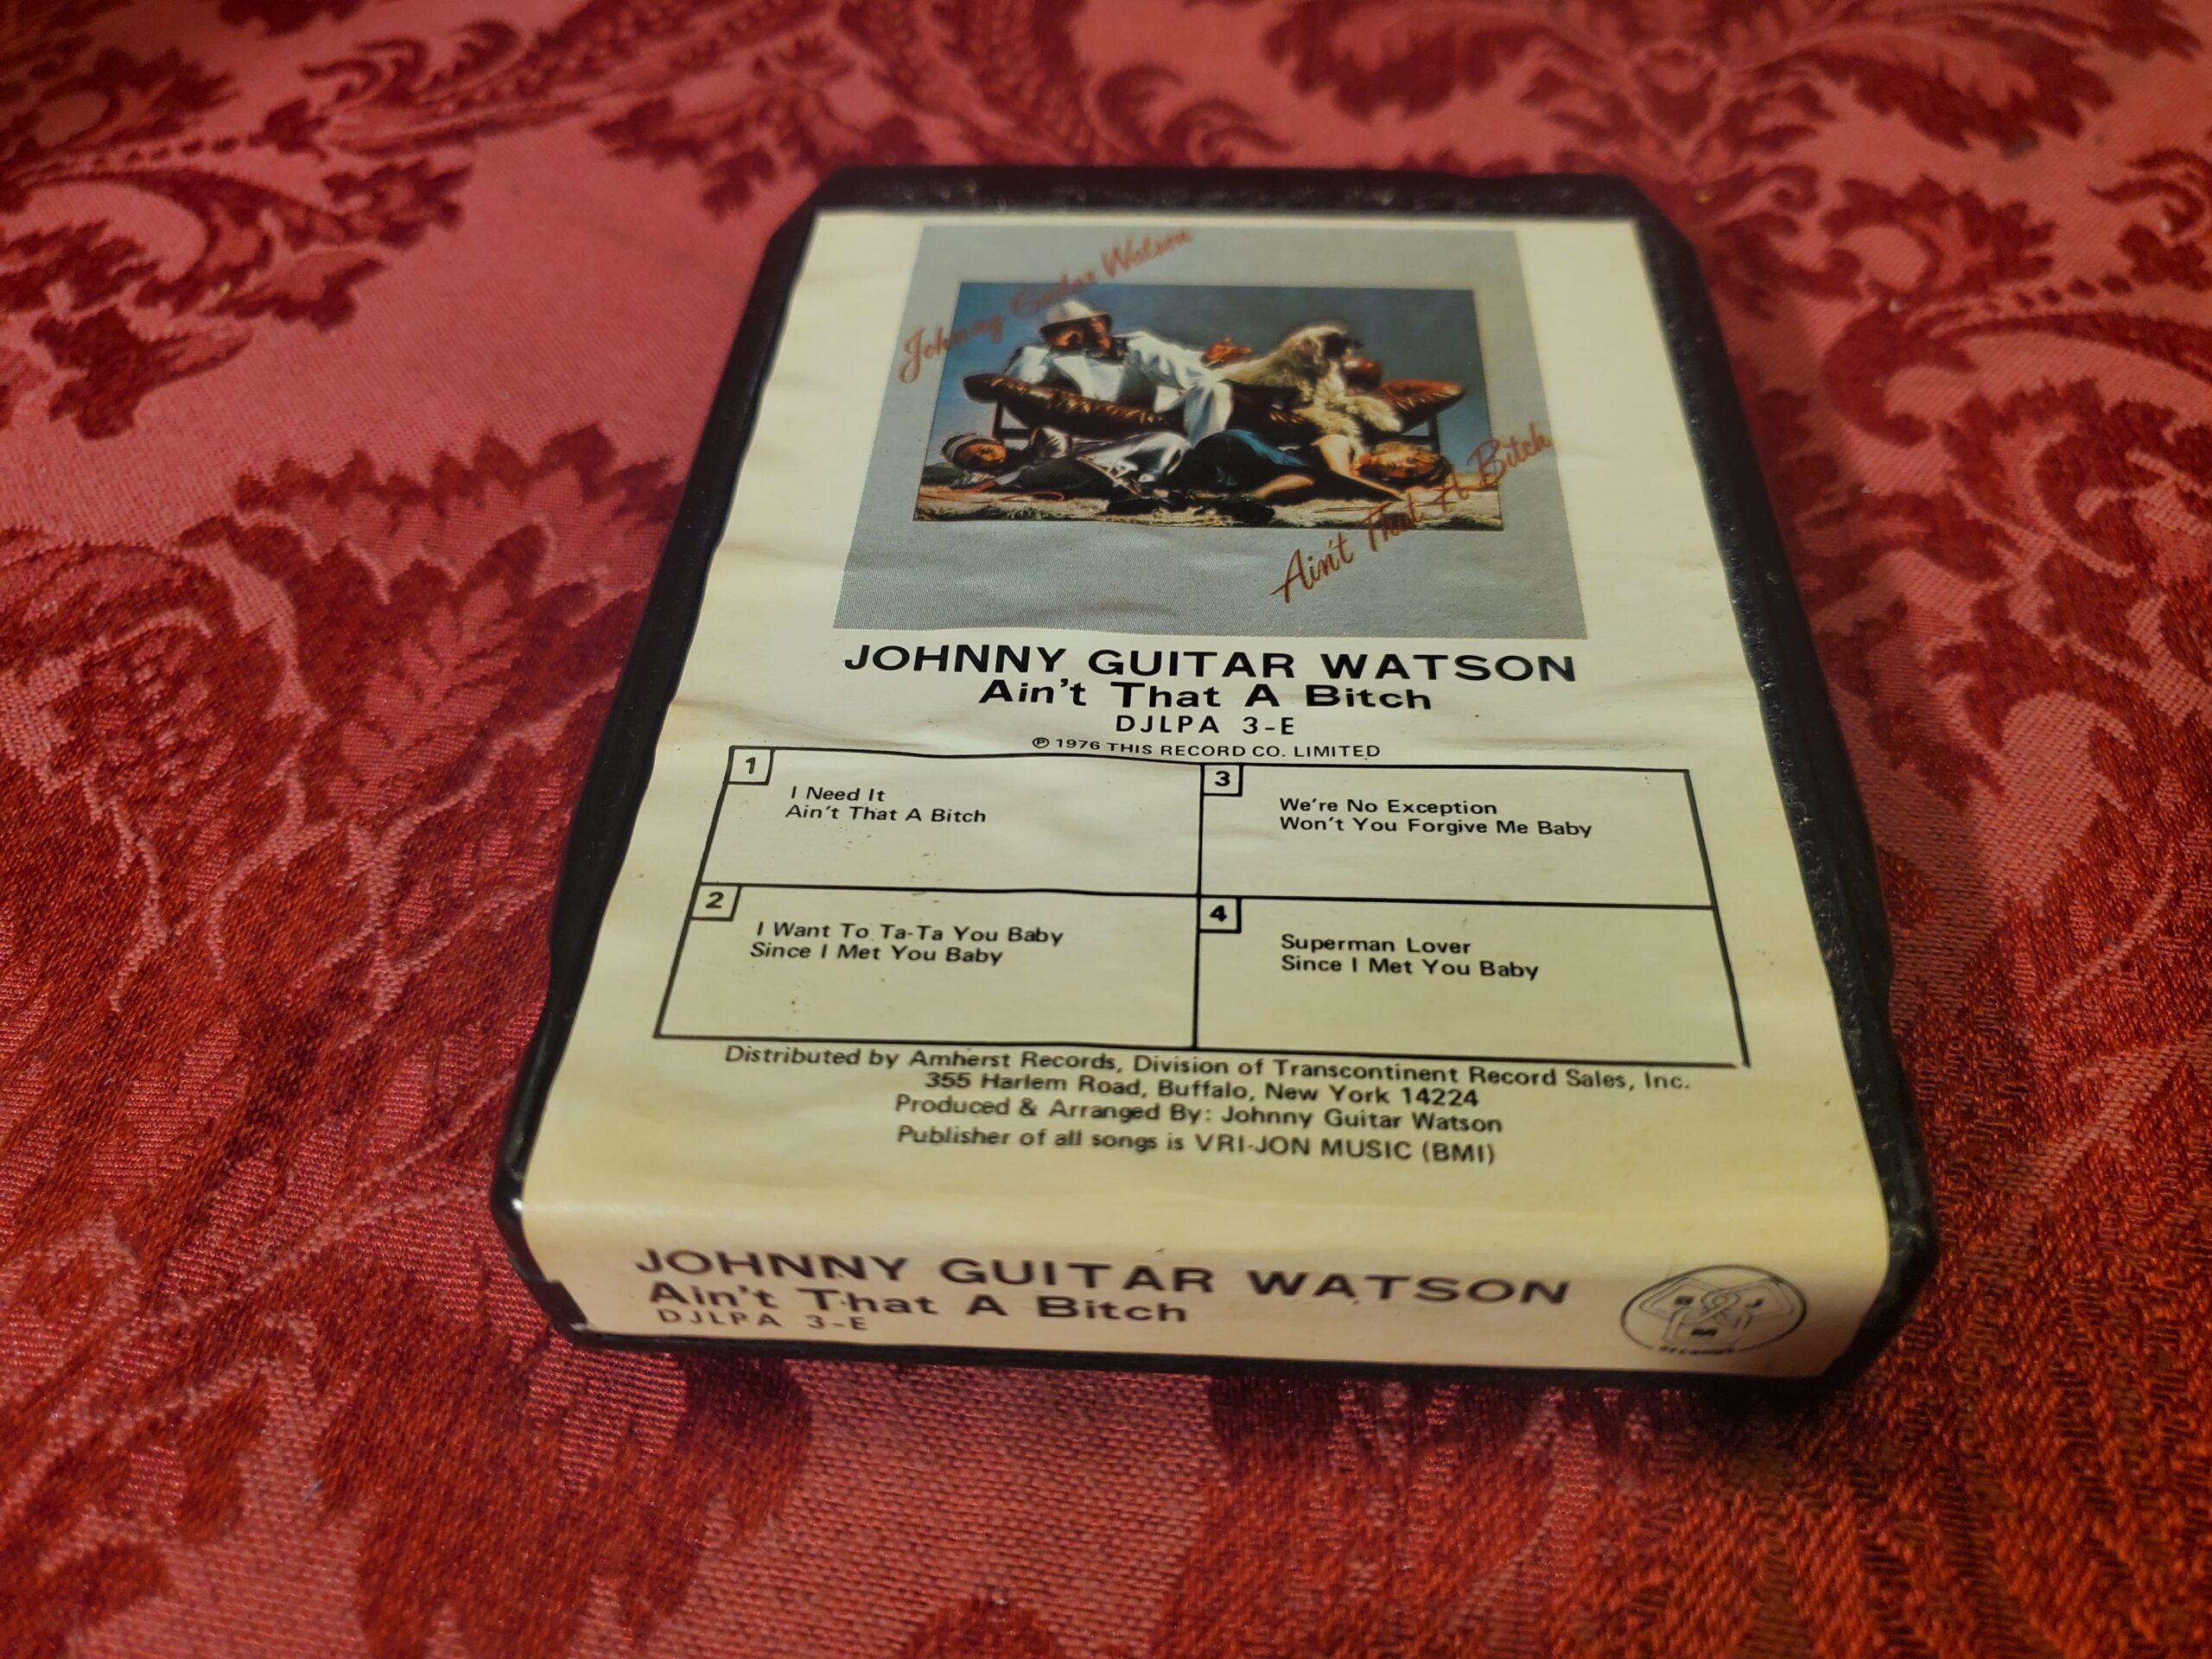 Johnny Guitar Watson
Ain't That A Bitch
JOHNNY GUITAR WATSON
Ain't That A Bitch
DJLPA 3-E
℗ 1976 THIS RECORD CO. LIMITED
1
I Need It
Ain't That A Bitch
2
I Want To Ta-Ta You Baby
Since I Met You Baby
3
We're No Exception
Won't You Forgive Me Baby
4
Superman Lover
Since I Met You Baby
Distributed by Amherst Records, Division of Transcontinent Record Sales, Inc.
355 Harlem Road, Buffalo, New York 14224
Produced & Arranged By: Johnny Guitar Watson
Publisher of all songs is VRI-JON MUSIC (BMI)
JOHNNY GUITAR WATSON
Ain't That A Bitch
DJLPA 3-E
D J
M
RECORDS